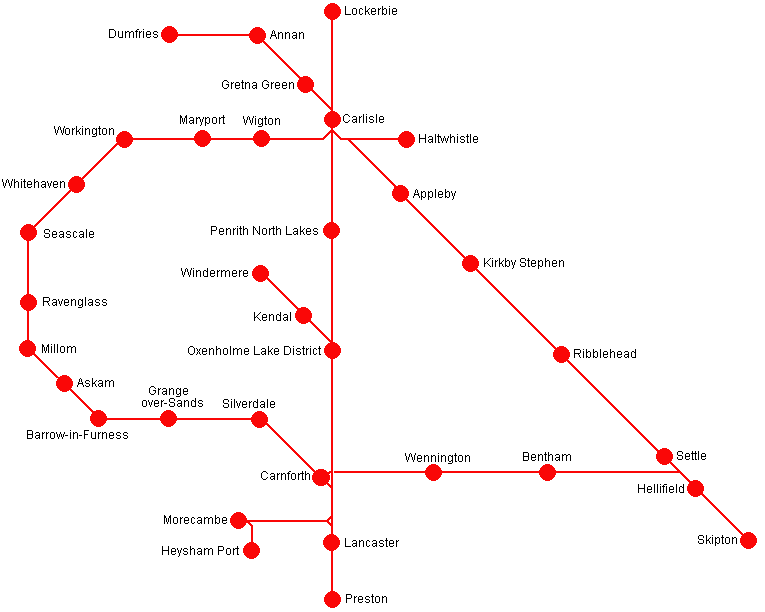 Lockerbie
Dumfries
Annan
Gretna Green
Carlisle
Workington
Maryport
Wigton
Haltwhistle
Whitehaven
Appleby
Seascale
Penrith North Lakes
Kirkby Stephen
Windermere
Ravenglass
Kendal
Millom
Oxenholme Lake District
Ribblehead
Askam
Grange
over-Sands
Silverdale
Barrow-in-Furness
Wennington
Bentham
Settle
Carnforth
Hellifield
Morecambe
Heysham Port
Lancaster
Skipton
Preston